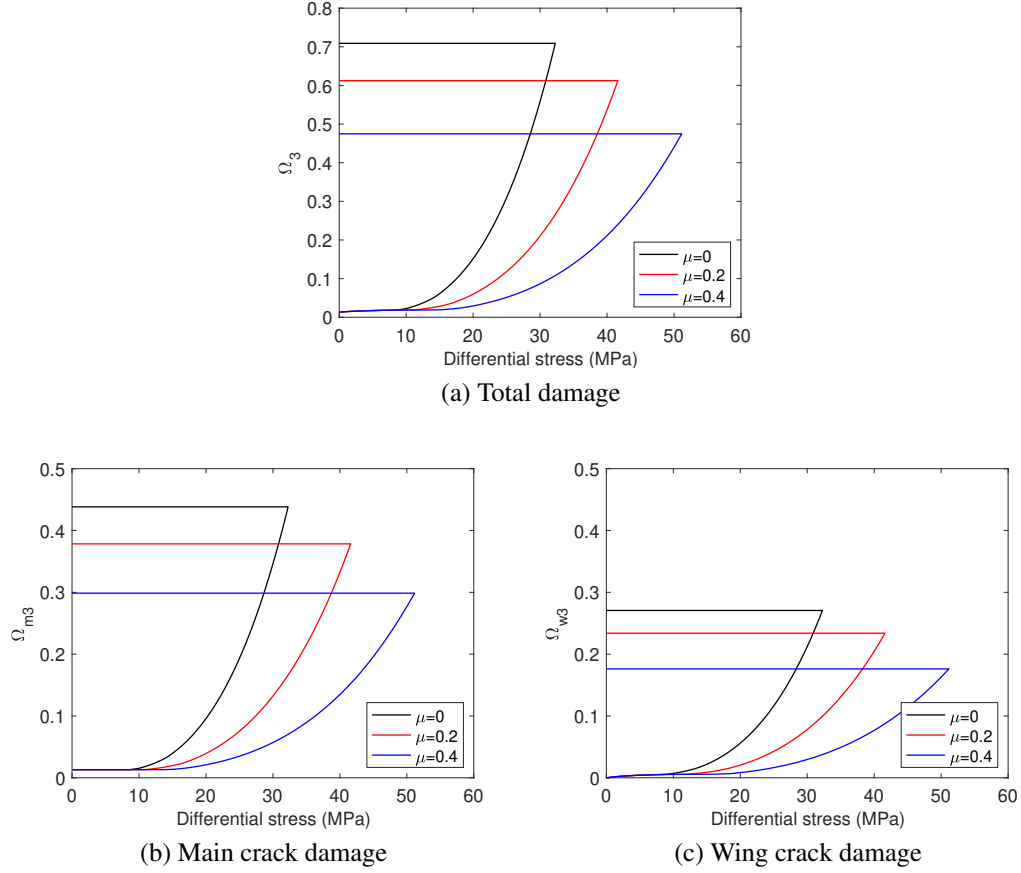 0.8
0.7
0.6
0.5
0.4
0.3
0.2
0.1
0
Ω3
μ=0
μ=0.2
μ=0.4
0 10 20 30 40 50 60
Differential stress (MPa)
(a) Total damage
0.5
0.4
0.3
0.2
0.1
0
Ωm3
μ=0
μ=0.2
μ=0.4
0 10 20 30 40 50 60
Differential stress (MPa)
(b) Main crack damage
0.5
0.4
0.3
0.2
0.1
0
Ωw3
μ=0
μ=0.2
μ=0.4
0 10 20 30 40 50 60
Differential stress (MPa)
(c) Wing crack damage